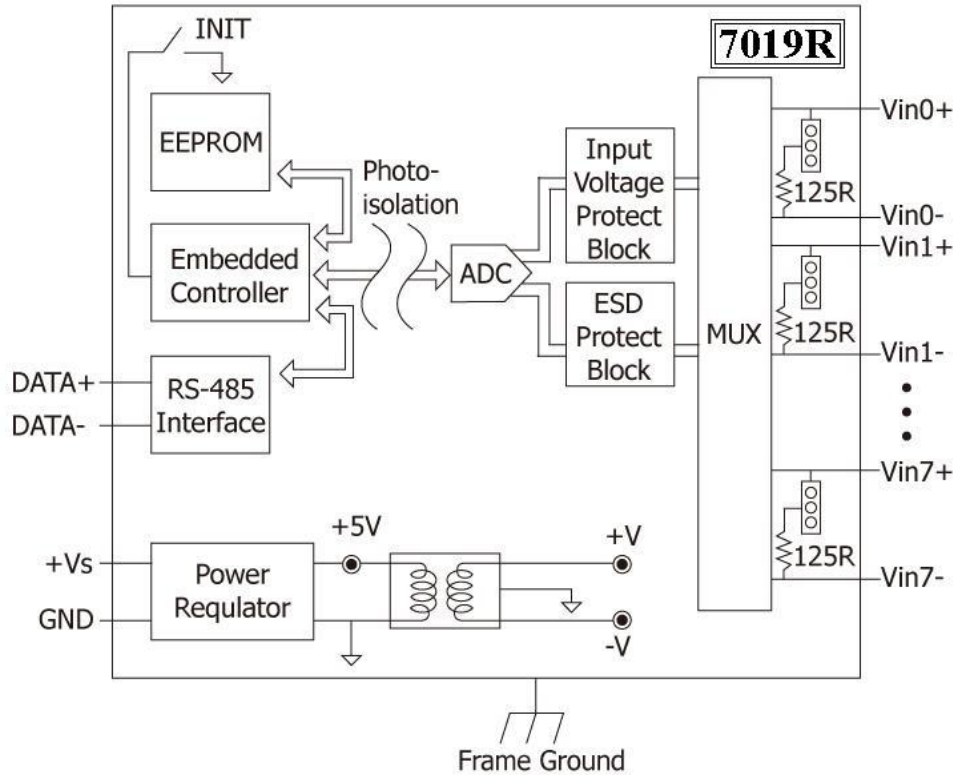 INIT
7019R
EEPROM
Photo-
isolation
Embedded
Controller
ADC
Input
Voltage
Protect
Block
ESD
Protect
Block
MUX
Vin0+
125R
Vin0-
Vin1+
125R
Vin1-
Vin7+
125R
Vin7-
DATA+
DATA-
RS-485
Interface
+Vs
GND
Power
Requlator
+5V
+V
-V
Frame Ground